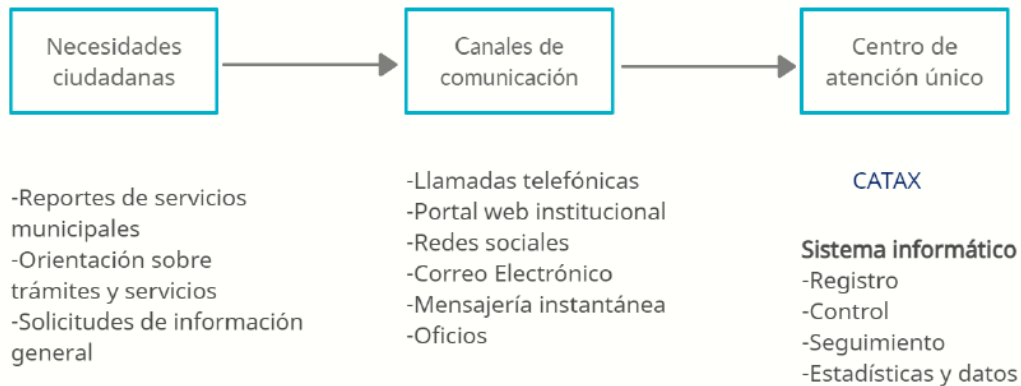 Necesidades
ciudadanas
Canales de
comunicación
Centro de
atención único
-Reportes de servicios
municipales
-Orientación sobre
trámites y servicios
-Solicitudes de información
general
-Llamadas telefónicas
-Portal web institucional
-Redes sociales
-Correo Electrónico
-Mensajería instantánea
-Oficios
CATAX
Sistema informático
-Registro
-Control
-Seguimiento
-Estadísticas y datos